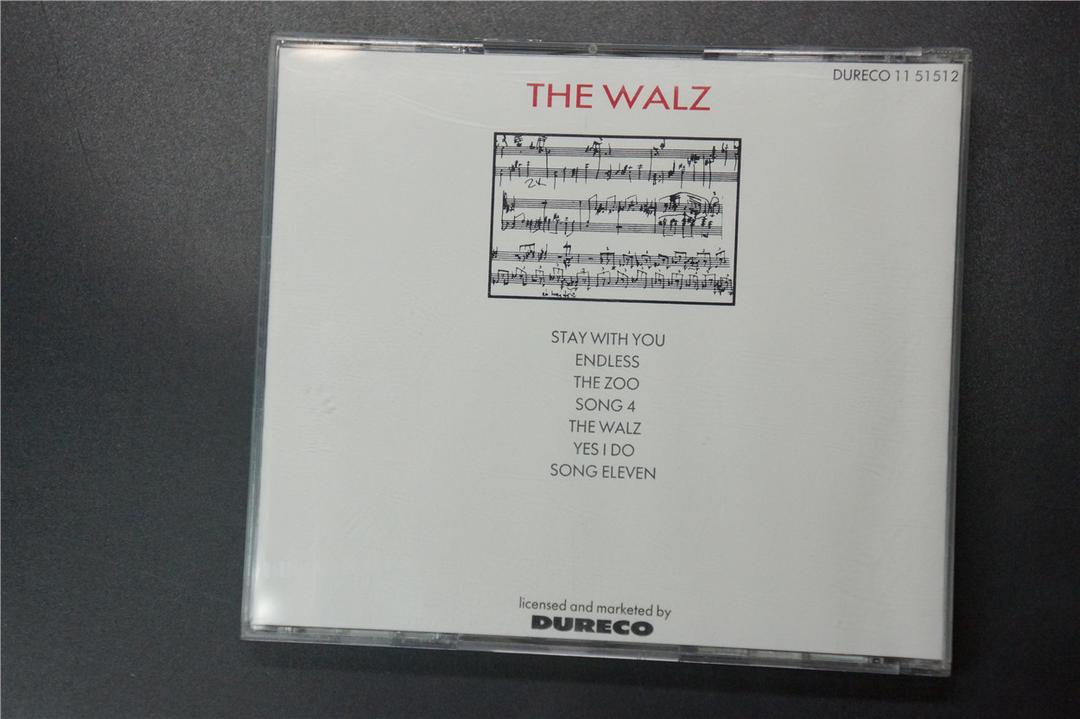 DURECO 11 51512
THE WALZ
2x
STAY WITH YOU
ENDLESS
THE ZOO
SONG 4
THE WALZ
YES I DO
SONG ELEVEN
licensed and marketed by
DURECO